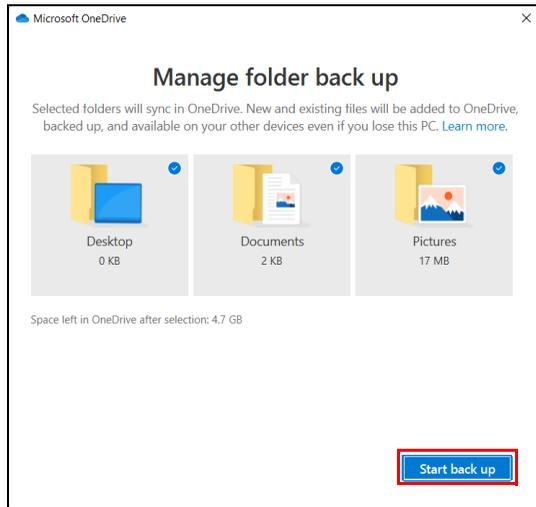 Microsoft OneDrive
Manage folder back up
Selected folders will sync in OneDrive. New and existing files will be added to OneDrive,
backed up, and available on your other devices even if you lose this PC. Learn more.
Desktop
0 KB
Documents
2 KB
Pictures
17 MB
Space left in OneDrive after selection: 4.7 GB
Start back up